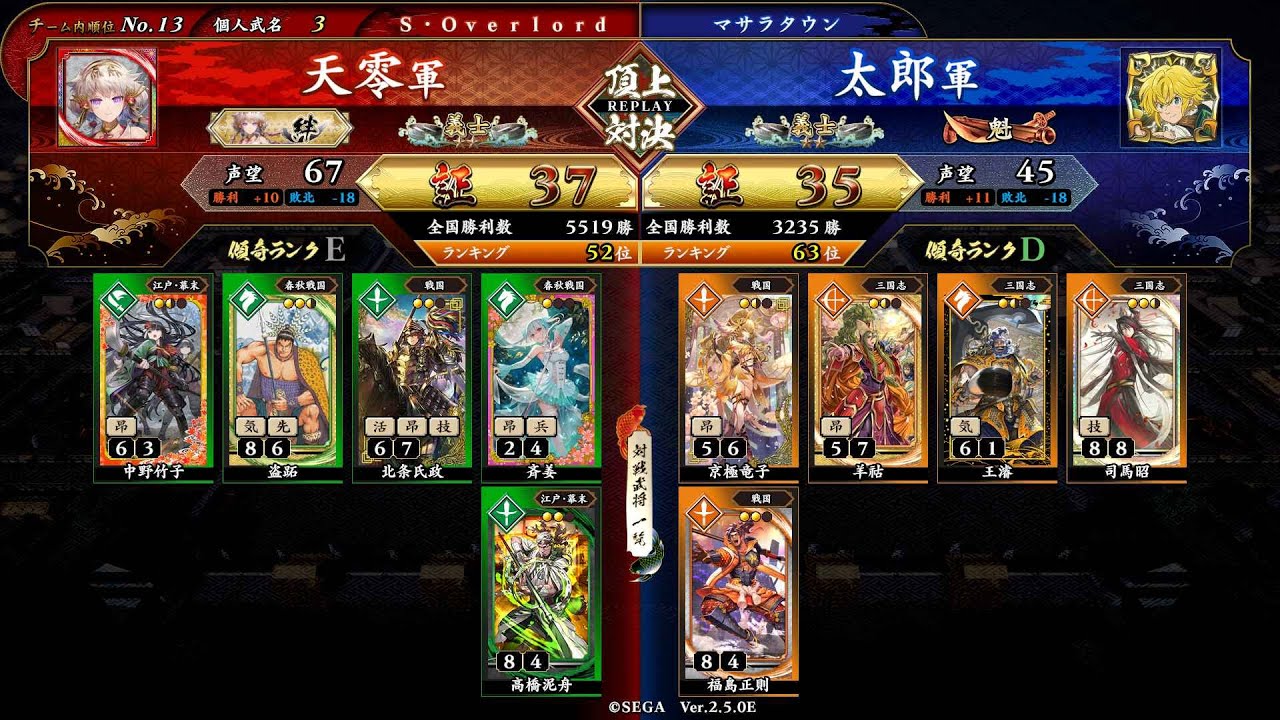 チーム内順位 No.13 個人武名 3 S・Overlord マサラタウン
天零軍 頂上 REPLAY 対決 太郎軍
絆 義士 義士 魁
声望 67 証 37 証 35 声望 45
勝利 +10 敗北 -18 勝利 +11 敗北 -18
全国勝利数 5519勝 全国勝利数 3235勝
傾奇ランクE ランキング 52位 ランキング 63位 傾奇ランクD
江戸・幕末 春秋戦国 戦国 春秋戦国 戦国 三国志 三国志 三国志
昂 気 先 活 昂 技 昂 兵 昂 昂 気 技
6 3 8 6 6 7 2 4 5 6 5 7 6 1 8 8
中野竹子 盗跖 北条氏政 斉姜 京極竜子 羊祜 王濬 司馬昭
対戦武将一覧
江戸・幕末 戦国
8 4 8 4
高橋泥舟 福島正則
©SEGA Ver.2.5.0E